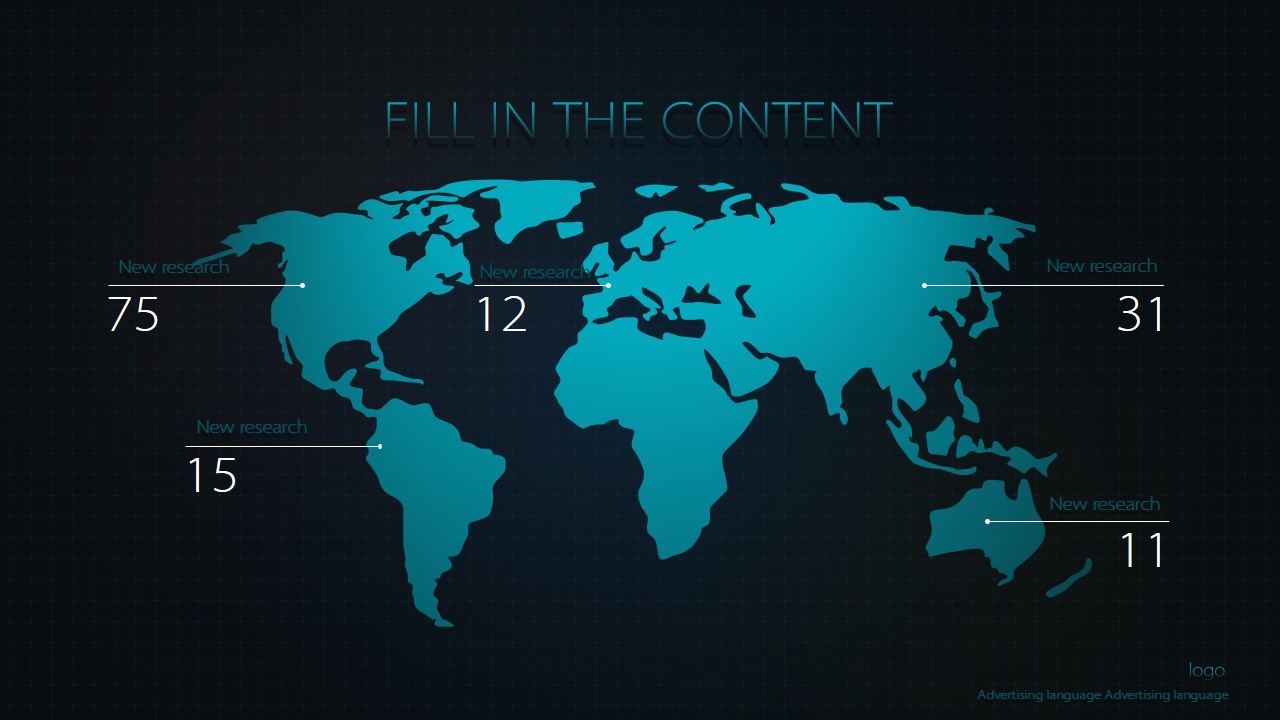 FILL IN THE CONTENT
New research
75
New research
12
New research
31
New research
15
New research
11
logo
Advertising language Advertising language